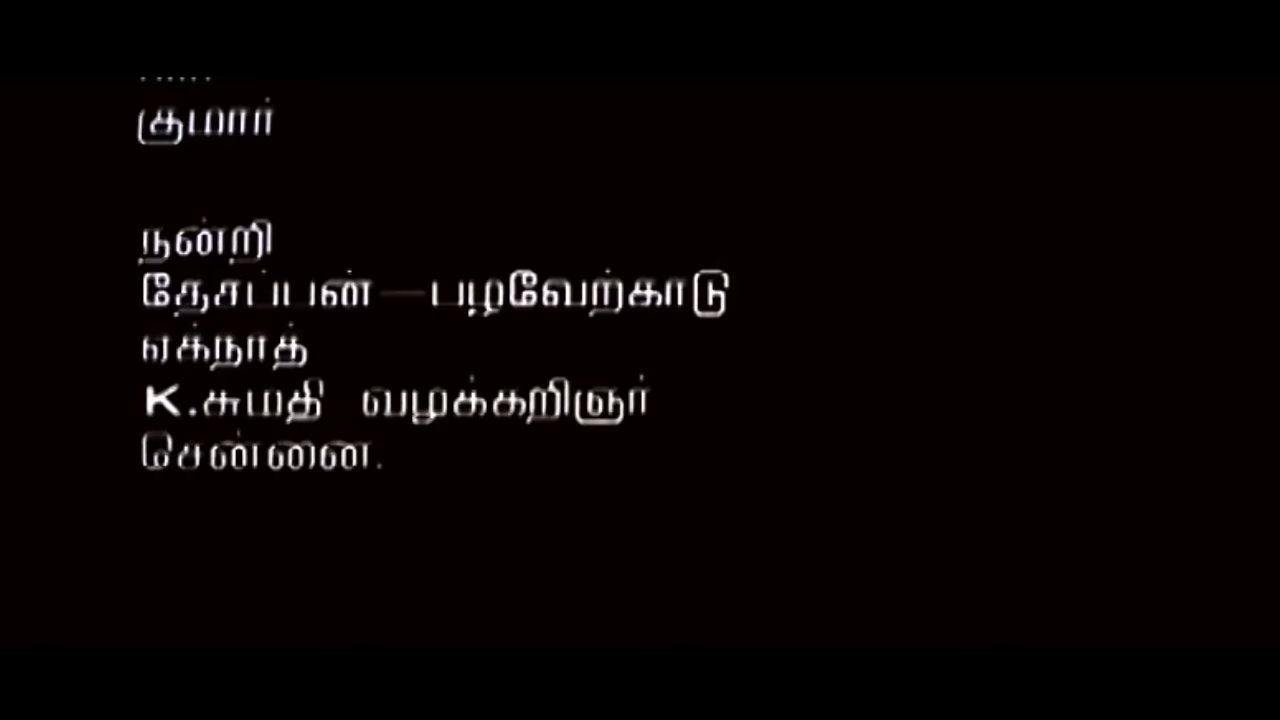 குமார்
நன்றி
தேசப்பன் — பழவேற்காடு
ஏக்நாத்
K.சுமதி வழக்கறிஞர்
சென்னை.